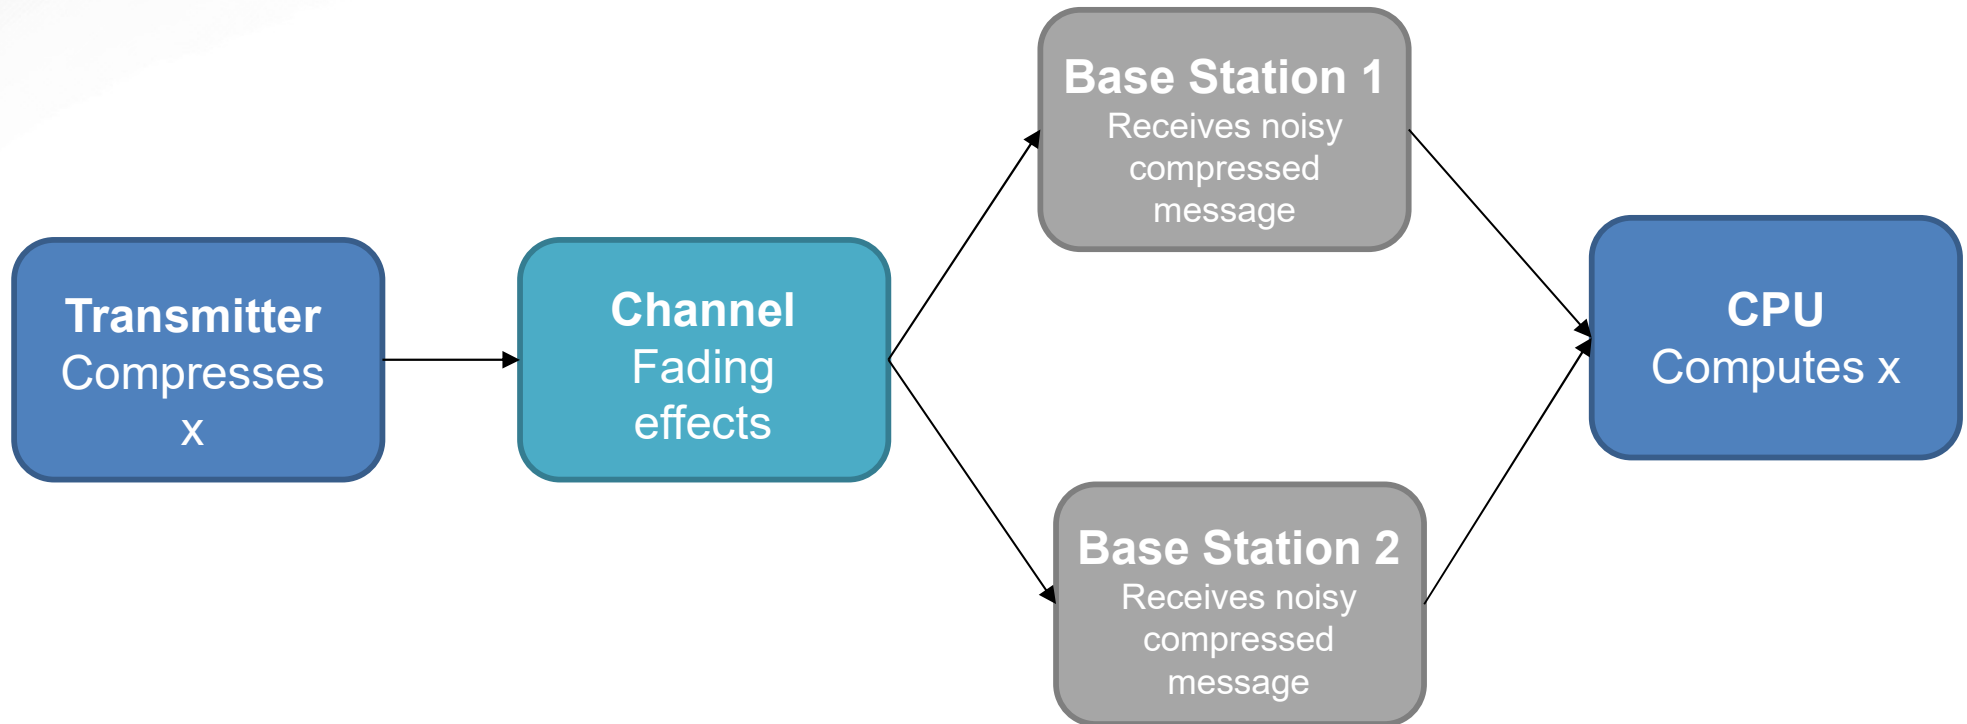 Transmitter
Compresses
x
Channel
Fading
effects
Base Station 1
Receives noisy
compressed
message
Base Station 2
Receives noisy
compressed
message
CPU
Computes x